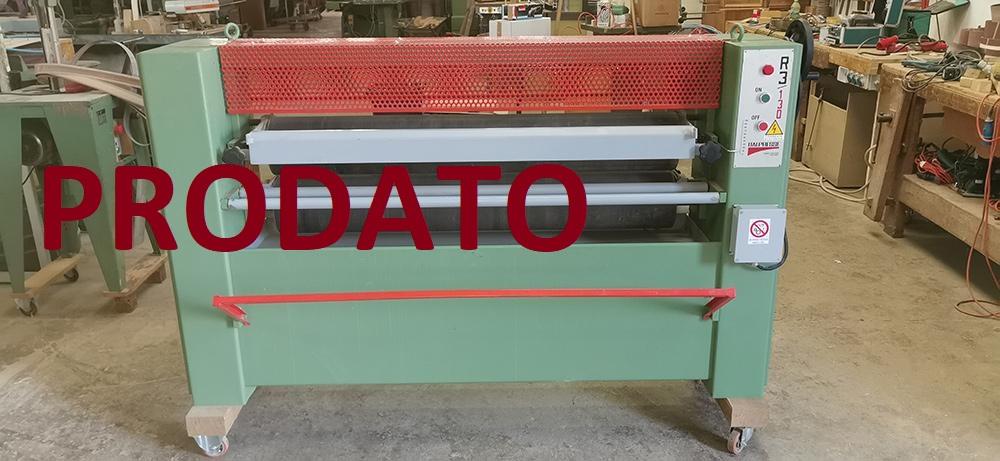 R3/130
ON
OFF
PRODATO